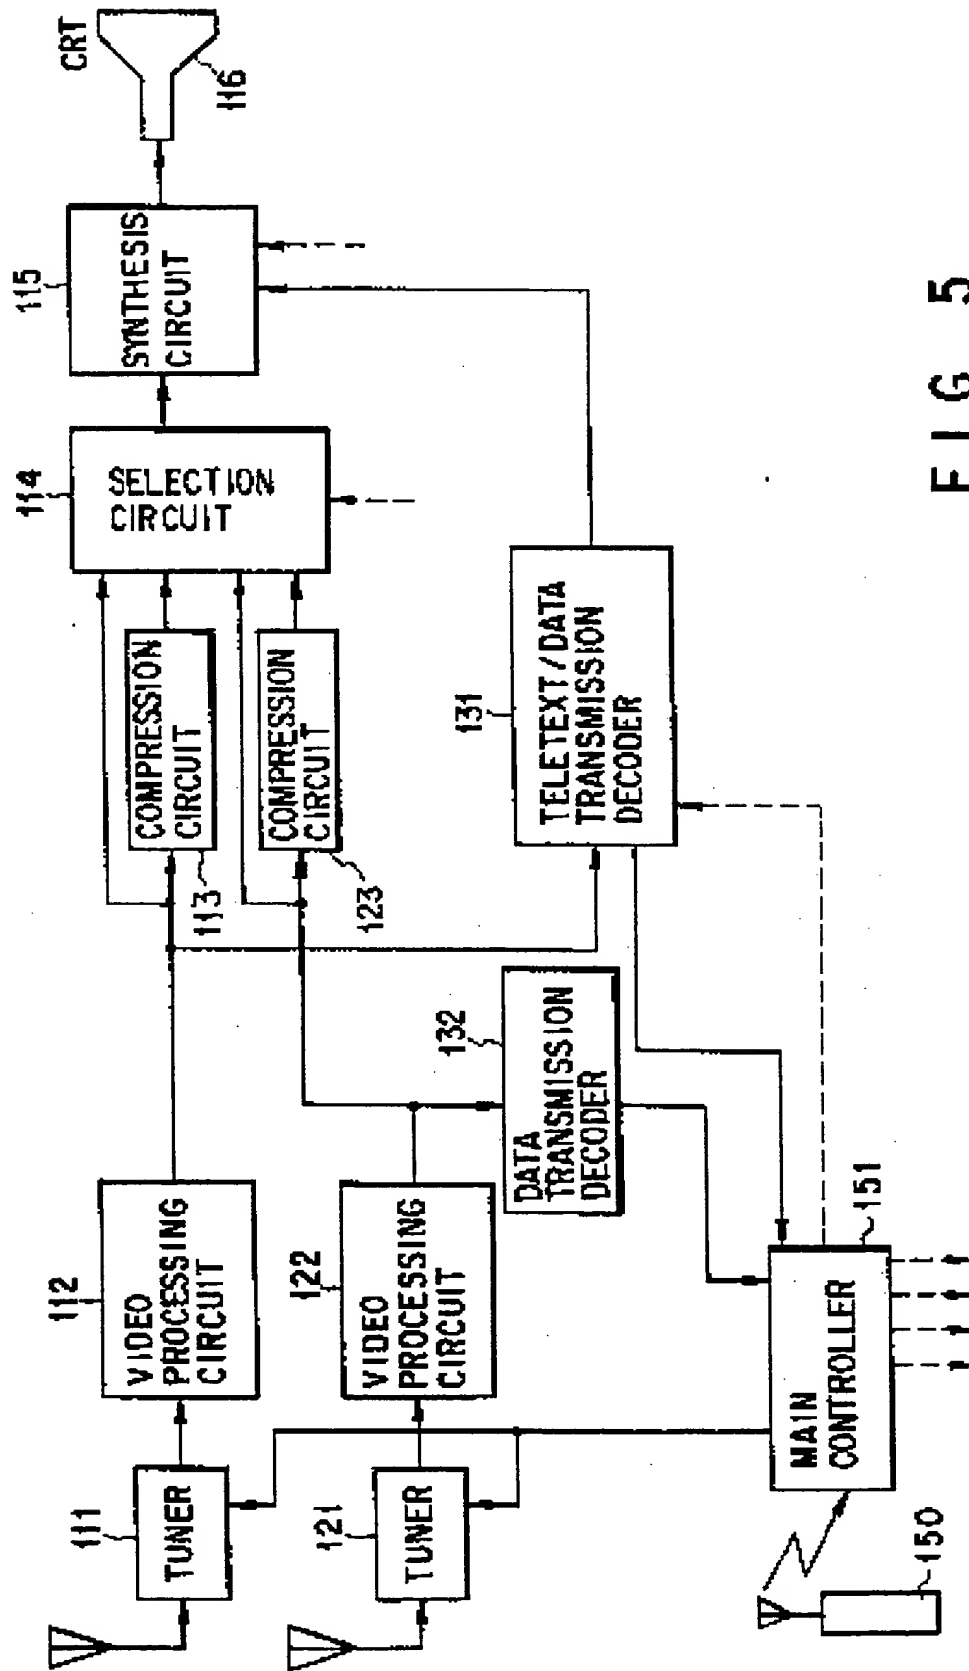 111
TUNER
112
VIDEO
PROCESSING
CIRCUIT
113
COMPRESSION
CIRCUIT
114
SELECTION
CIRCUIT
115
SYNTHESIS
CIRCUIT
CRT
116
121
TUNER
122
VIDEO
PROCESSING
CIRCUIT
123
COMPRESSION
CIRCUIT
132
DATA
TRANSMISSION
DECODER
131
TELETEXT/DATA
TRANSMISSION
DECODER
150
MAIN
CONTROLLER
151
FIG 5